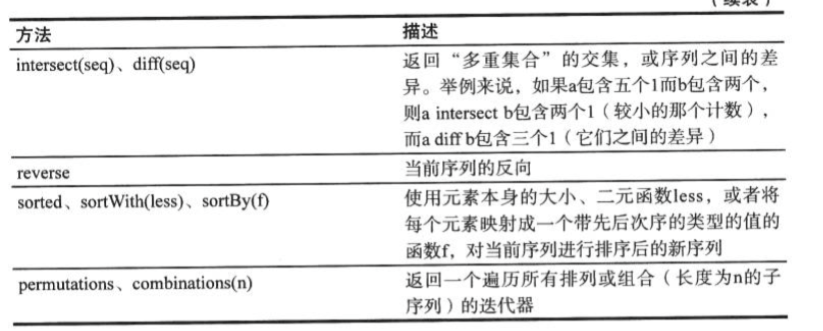 （续表）
方法 描述
intersect(seq)、diff(seq) 返回“多重集合”的交集，或序列之间的差
异。举例来说，如果a包含五个1而b包含两个，
则a intersect b包含两个1（较小的那个计数），
而a diff b包含三个1（它们之间的差异）
reverse 当前序列的反向
sorted、sortWith(less)、sortBy(f) 使用元素本身的大小、二元函数less，或者将
每个元素映射成一个带先后次序的类型的值的
函数f，对当前序列进行排序后的新序列
permutations、combinations(n) 返回一个遍历所有排列或组合（长度为n的子
序列）的迭代器